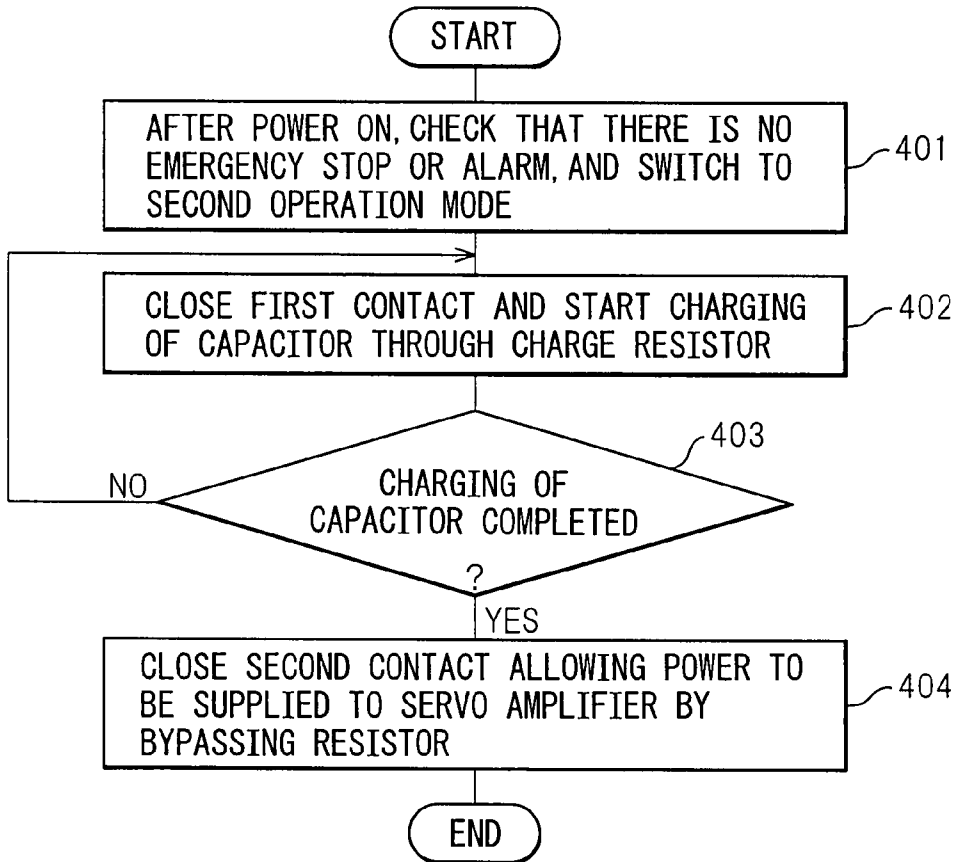 START
AFTER POWER ON, CHECK THAT THERE IS NO
EMERGENCY STOP OR ALARM, AND SWITCH TO
SECOND OPERATION MODE
401
CLOSE FIRST CONTACT AND START CHARGING
OF CAPACITOR THROUGH CHARGE RESISTOR
402
403
CHARGING OF
CAPACITOR COMPLETED
?
NO
YES
CLOSE SECOND CONTACT ALLOWING POWER TO
BE SUPPLIED TO SERVO AMPLIFIER BY
BYPASSING RESISTOR
404
END